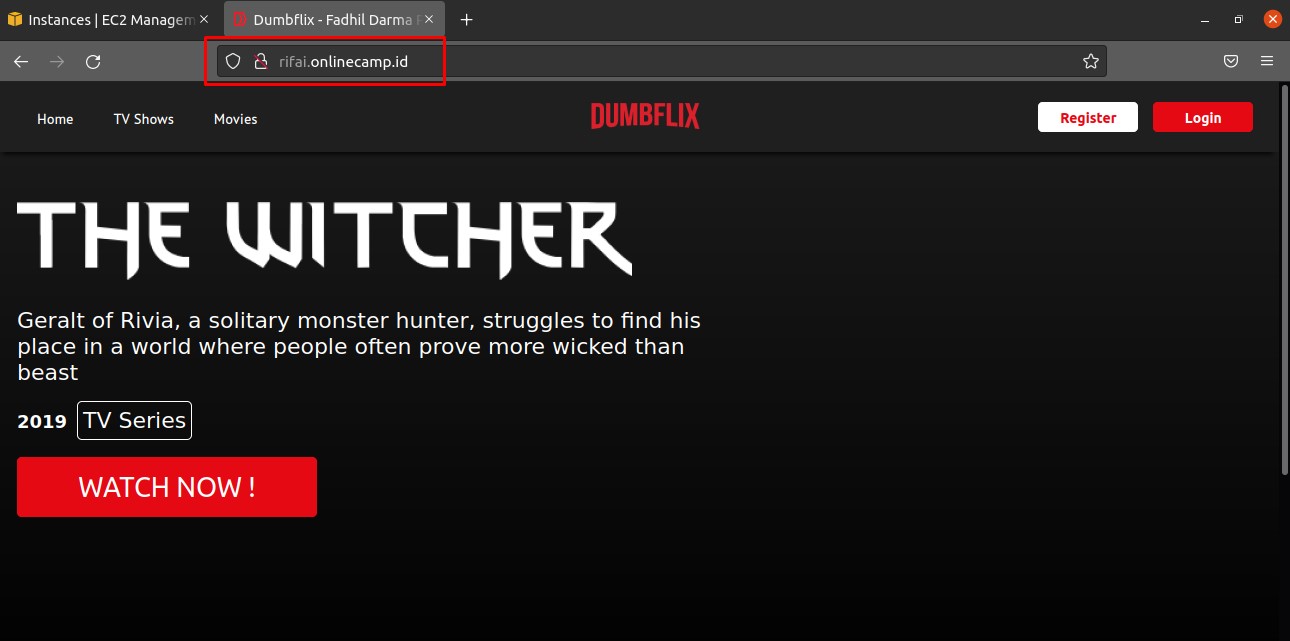 Instances | EC2 Managem
Dumbflix - Fadhil Darma
rifai.onlinecamp.id
Home TV Shows Movies
DUMBFLIX
Register Login
THE WITCHER
Geralt of Rivia, a solitary monster hunter, struggles to find his
place in a world where people often prove more wicked than
beast
2019 TV Series
WATCH NOW !